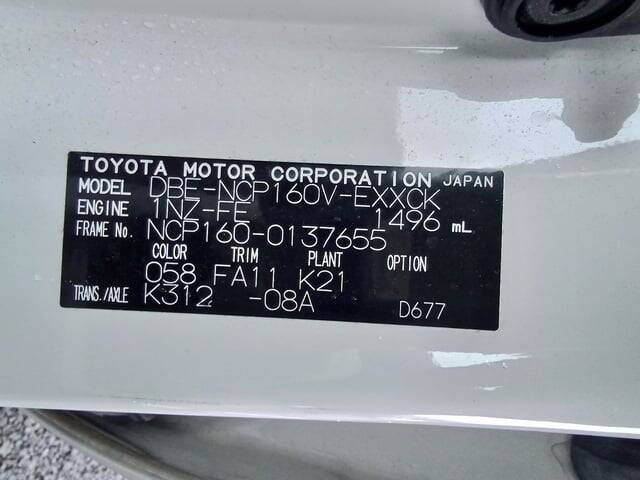 TOYOTA MOTOR CORPORATION JAPAN
MODEL DBE-NCP160V-EXXCK
ENGINE 1NZ-FE 1496 mL
FRAME No. NCP160-0137655
COLOR TRIM PLANT OPTION
058 FA11 K21
TRANS./AXLE K312 -08A D677